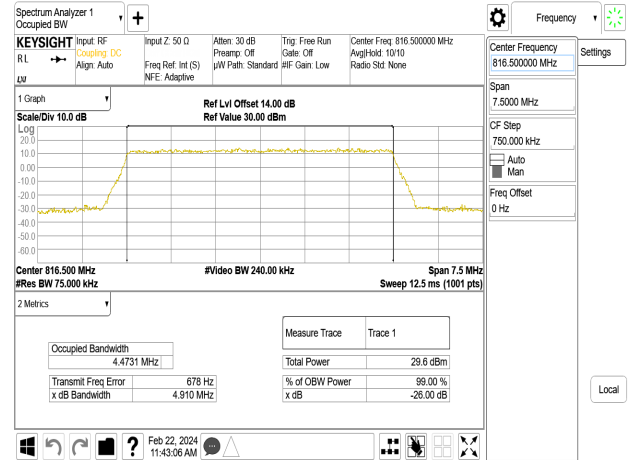 Spectrum Analyzer 1
Occupied BW
Frequency
KEYSIGHT
Input: RF
Input Z: 50 Ω
Atten: 30 dB
Trig: Free Run
Center Freq: 816.500000 MHz
Coupling: DC
Preamp: Off
Gate: Off
Avg|Hold: 10/10
R L
Align: Auto
Freq Ref: Int (S)
µW Path: Standard
#IF Gain: Low
Radio Std: None
NFE: Adaptive
Center Frequency
816.500000 MHz
Settings
Span
7.5000 MHz
CF Step
750.000 kHz
Auto
Man
Freq Offset
0 Hz
Local
1 Graph
Ref Lvl Offset 14.00 dB
Scale/Div 10.0 dB
Ref Value 30.00 dBm
Log
20.0
10.0
0.00
-10.0
-20.0
-30.0
-40.0
-50.0
-60.0
Center 816.500 MHz
#Video BW 240.00 kHz
Span 7.5 MHz
#Res BW 75.000 kHz
Sweep 12.5 ms (1001 pts)
2 Metrics
Measure Trace
Trace 1
Occupied Bandwidth
4.4731 MHz
Total Power
29.6 dBm
Transmit Freq Error
678 Hz
% of OBW Power
99.00 %
x dB Bandwidth
4.910 MHz
x dB
-26.00 dB
Feb 22, 2024
11:43:06 AM